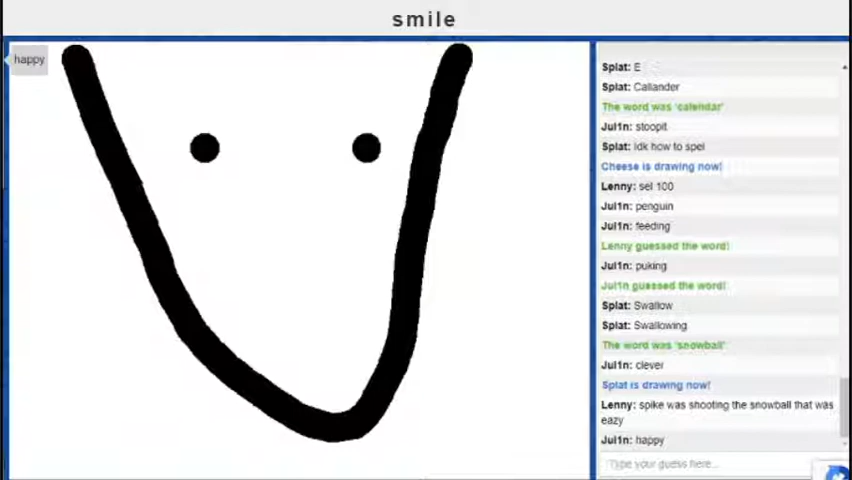 smile
happy
Splat: E
Splat: Callander
The word was 'calendar'
Jul1n: stoopit
Splat: Idk how to spel
Cheese is drawing now!
Lenny: sel 100
Jul1n: penguin
Jul1n: feeding
Lenny guessed the word!
Jul1n: puking
Jul1n guessed the word!
Splat: Swallow
Splat: Swallowing
The word was 'snowball'
Jul1n: clever
Splat is drawing now!
Lenny: spike was shooting the snowball that was
eazy
Jul1n: happy
Type your guess here...